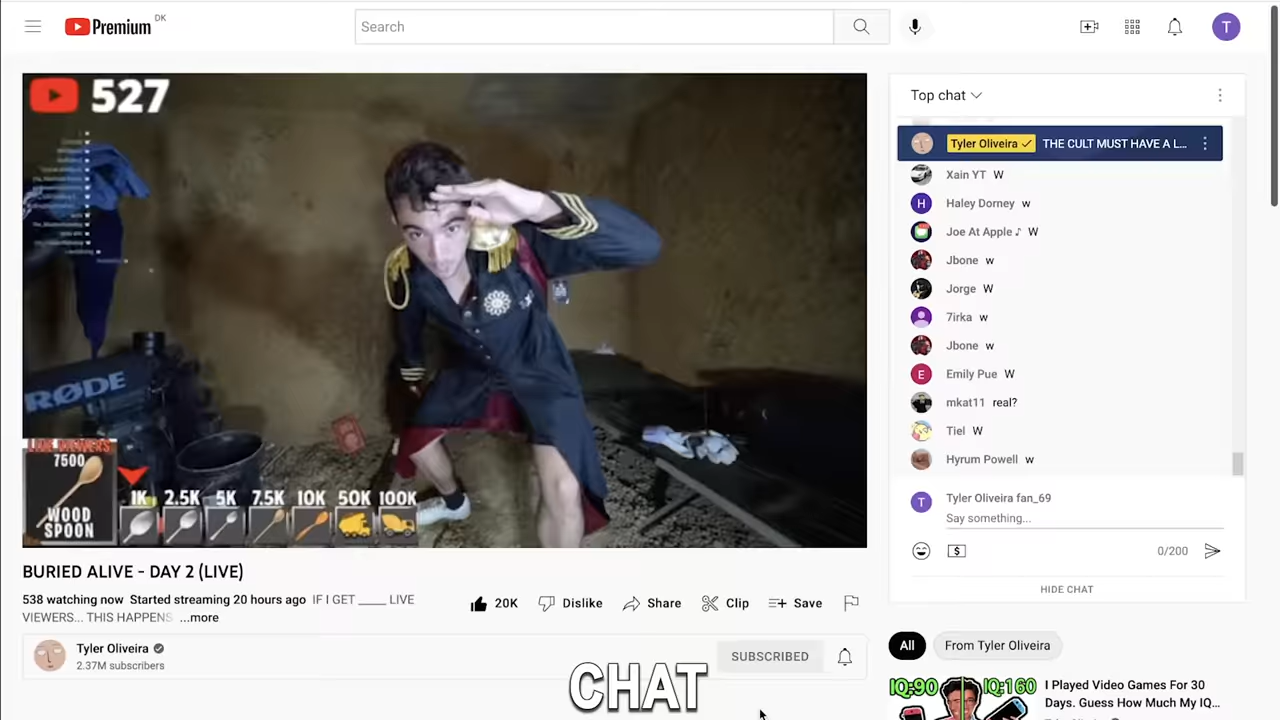 Premium DK
Search
T
527
RØDE
LIVE VIEWERS
7500
WOOD
SPOON
1K 2.5K 5K 7.5K 10K 50K 100K
BURIED ALIVE - DAY 2 (LIVE)
538 watching now Started streaming 20 hours ago IF I GET _____ LIVE
VIEWERS... THIS HAPPENS ...more
20K Dislike Share Clip Save
Tyler Oliveira
2.37M subscribers
SUBSCRIBED
CHAT
Top chat
Tyler Oliveira THE CULT MUST HAVE A L...
Xain YT W
H Haley Dorney w
Joe At Apple ♪ W
Jbone w
Jorge W
7irka w
Jbone w
E Emily Pue W
mkat11 real?
Tiel W
Hyrum Powell w
T Tyler Oliveira fan_69
Say something...
$ 0/200
HIDE CHAT
All From Tyler Oliveira
IQ:90 IQ:160
I Played Video Games For 30
Days. Guess How Much My IQ...